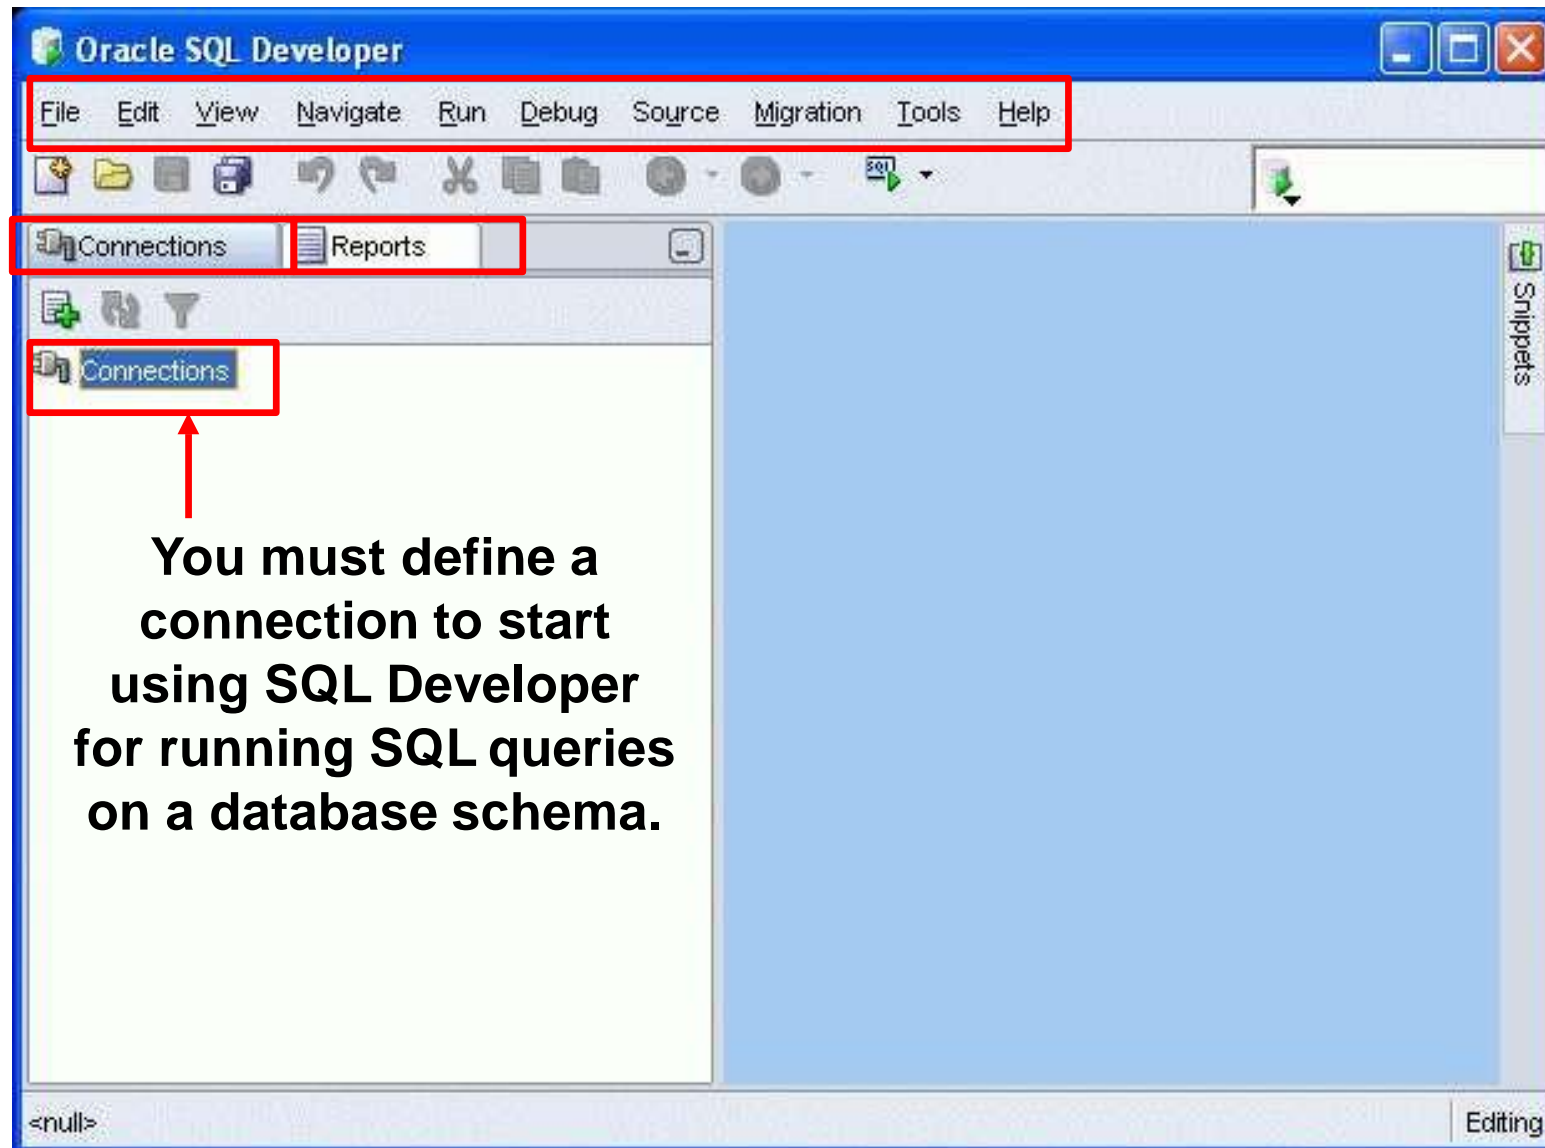 Oracle SQL Developer
File Edit View Navigate Run Debug Source Migration Tools Help
SQL
Connections Reports
Snippets
Connections
You must define a
connection to start
using SQL Developer
for running SQL queries
on a database schema.
<null> Editing